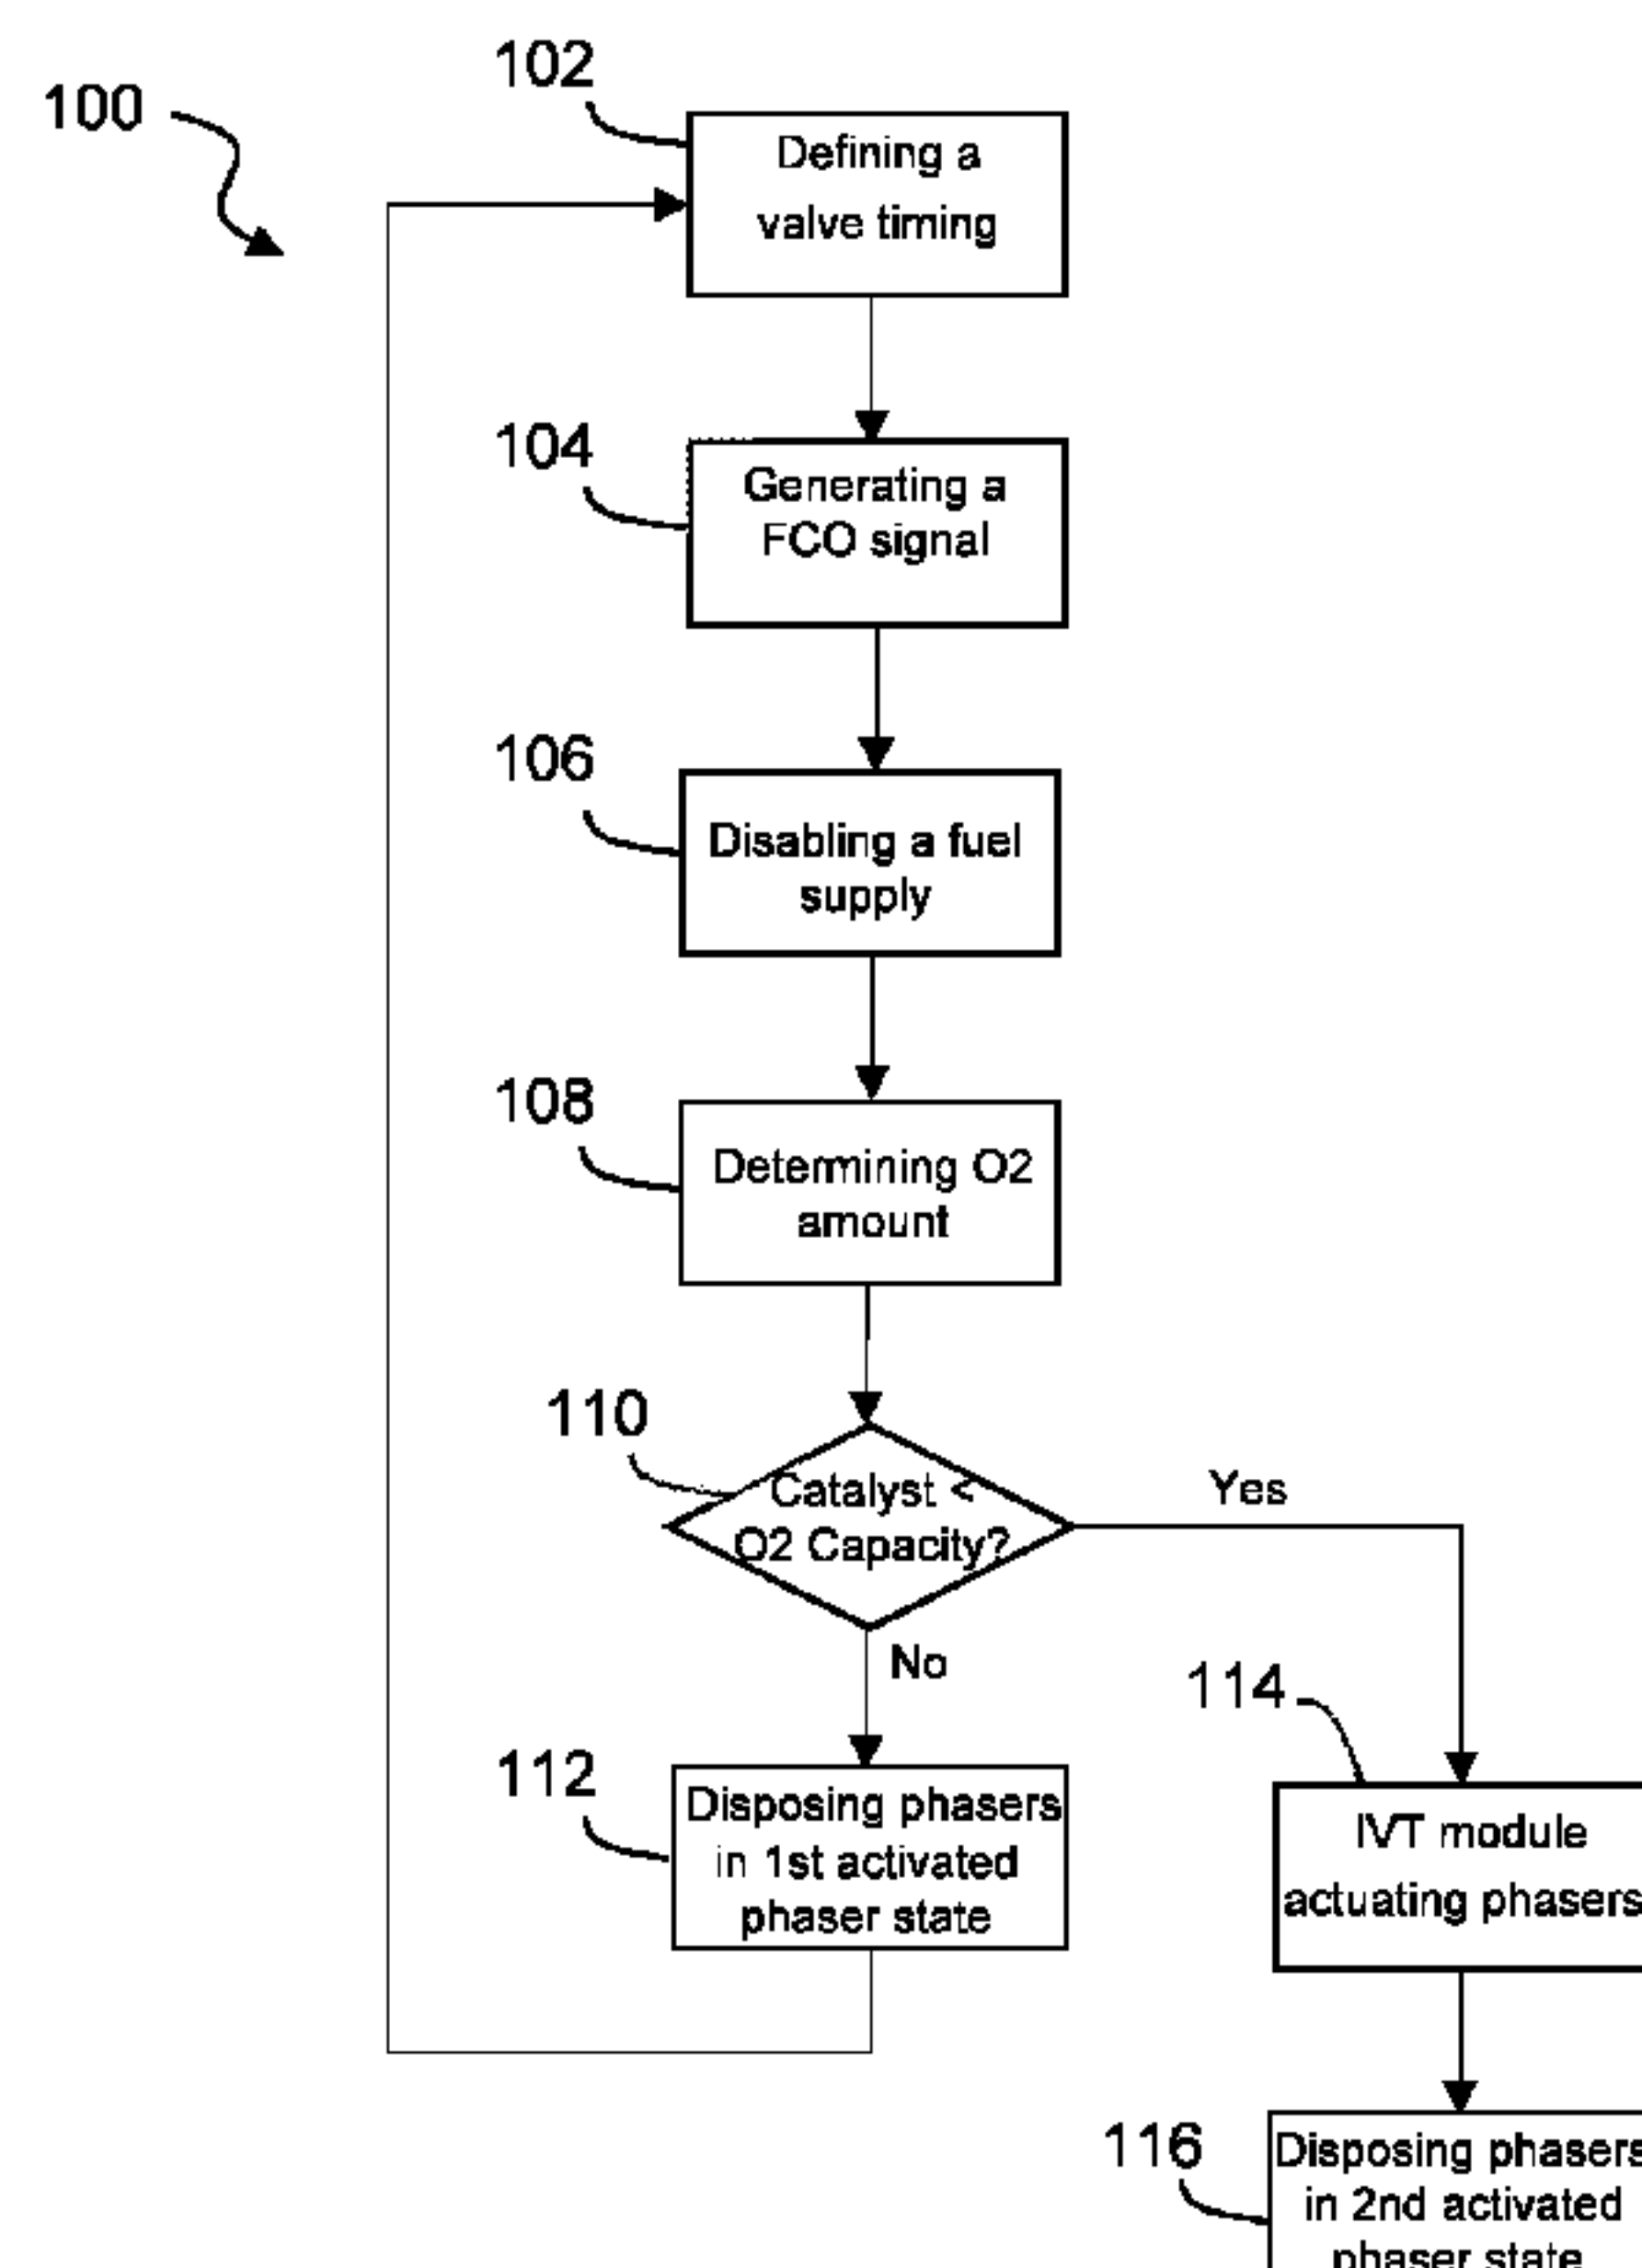 100
102
Defining a
valve timing
104
Generating a
FCO signal
106
Disabling a fuel
supply
108
Determining O2
amount
110
Catalyst <
O2 Capacity?
Yes
No
112
Disposing phasers
in 1st activated
phaser state
114
IVT module
actuating phasers
116
Disposing phasers
in 2nd activated
phaser state